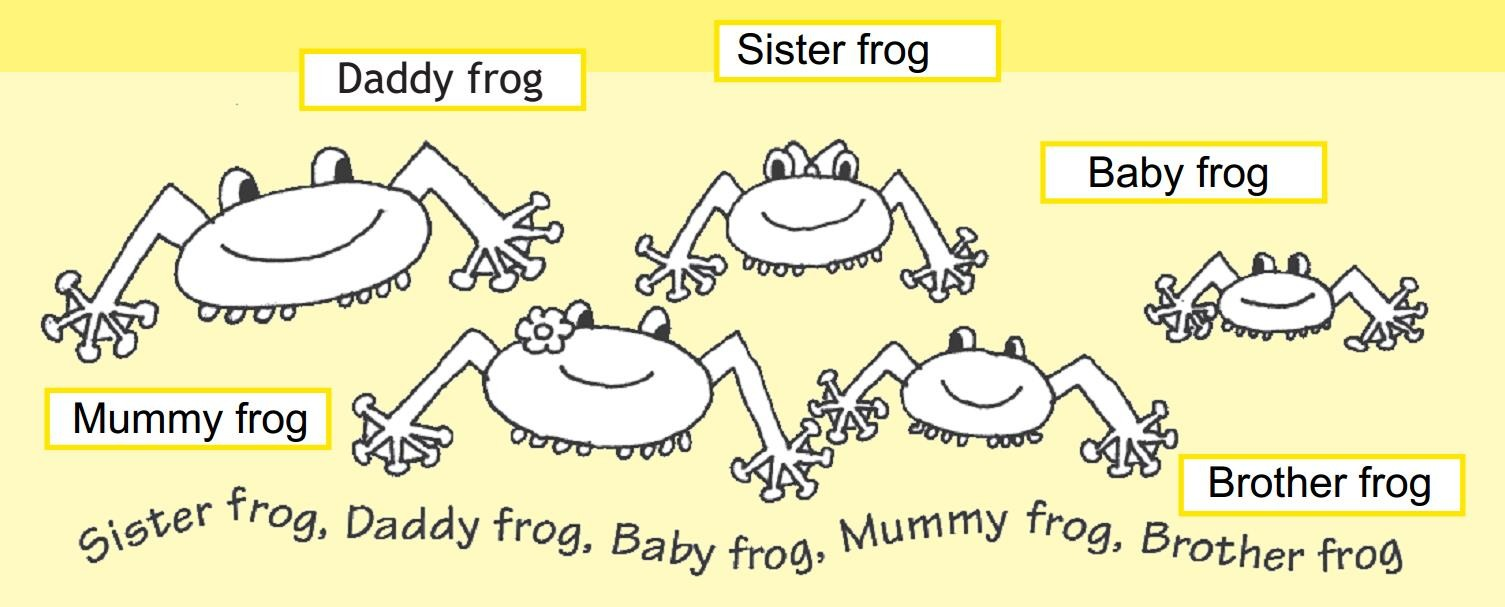 Sister frog
Daddy frog
Baby frog
Mummy frog
Brother frog
Sister frog, Daddy frog, Baby frog, Mummy frog, Brother frog